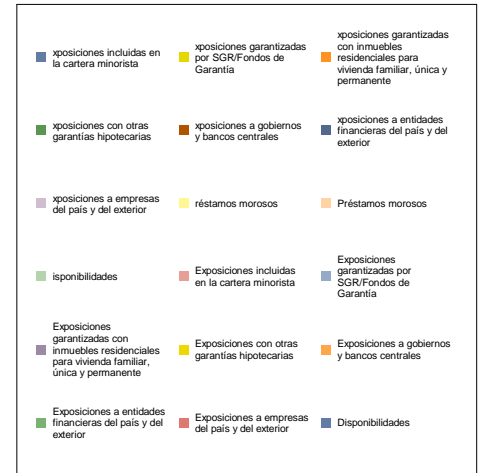 xposiciones incluidas en
la cartera minorista
xposiciones garantizadas
por SGR/Fondos de
Garantía
xposiciones garantizadas
con inmuebles
residenciales para
vivienda familiar, única y
permanente
xposiciones con otras
garantías hipotecarias
xposiciones a gobiernos
y bancos centrales
xposiciones a entidades
financieras del país y del
exterior
xposiciones a empresas
del país y del exterior
réstamos morosos
Préstamos morosos
isponibilidades
Exposiciones incluidas
en la cartera minorista
Exposiciones
garantizadas por
SGR/Fondos de
Garantía
Exposiciones
garantizadas con
inmuebles residenciales
para vivienda familiar,
única y permanente
Exposiciones con otras
garantías hipotecarias
Exposiciones a gobiernos
y bancos centrales
Exposiciones a entidades
financieras del país y del
exterior
Exposiciones a empresas
del país y del exterior
Disponibilidades